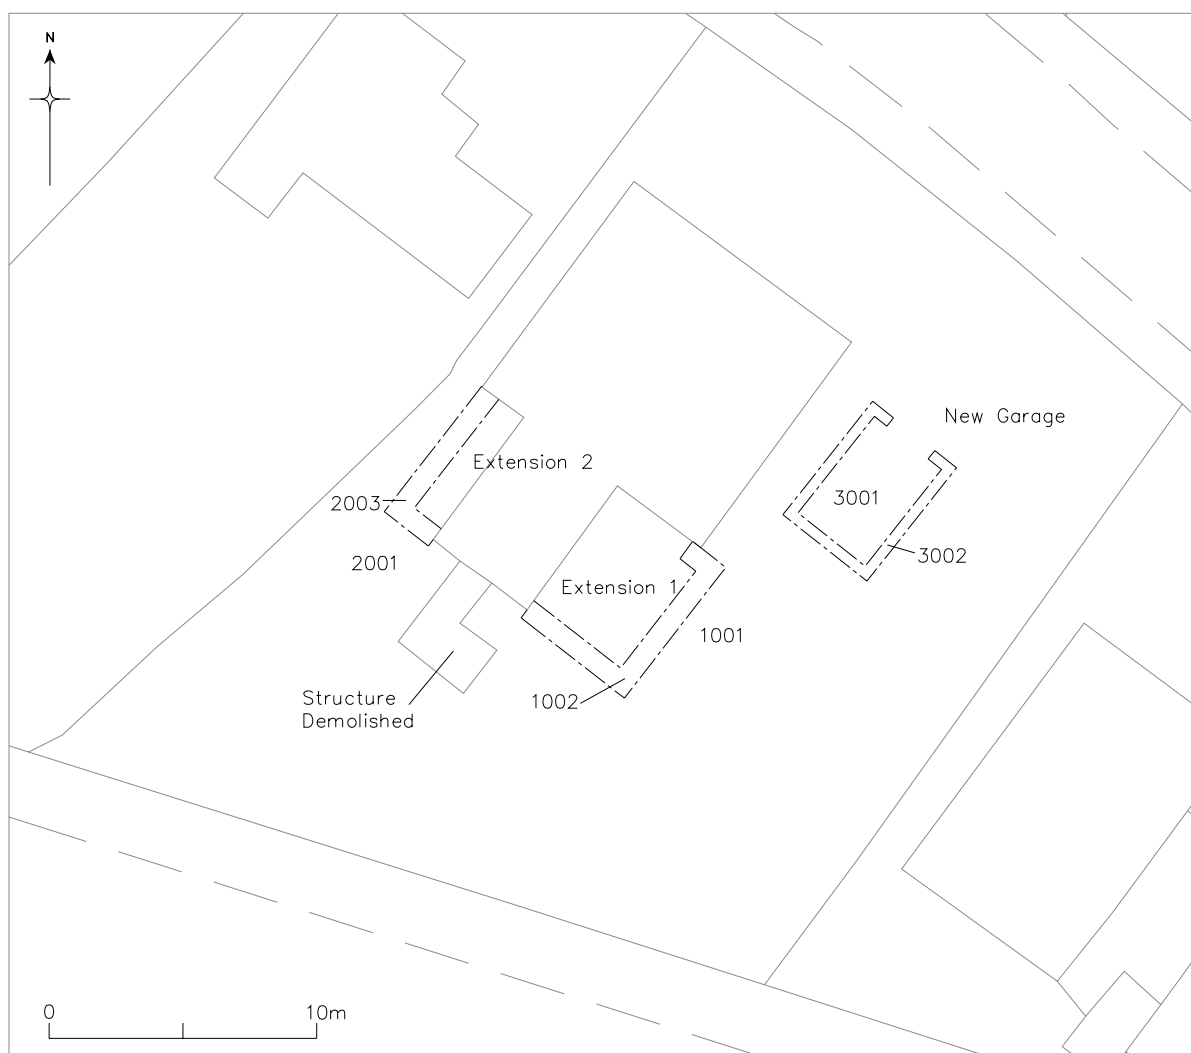 N
New Garage
Extension 2
3001
2003
3002
2001
Extension 1
1001
Structure
Demolished
1002
0
10m